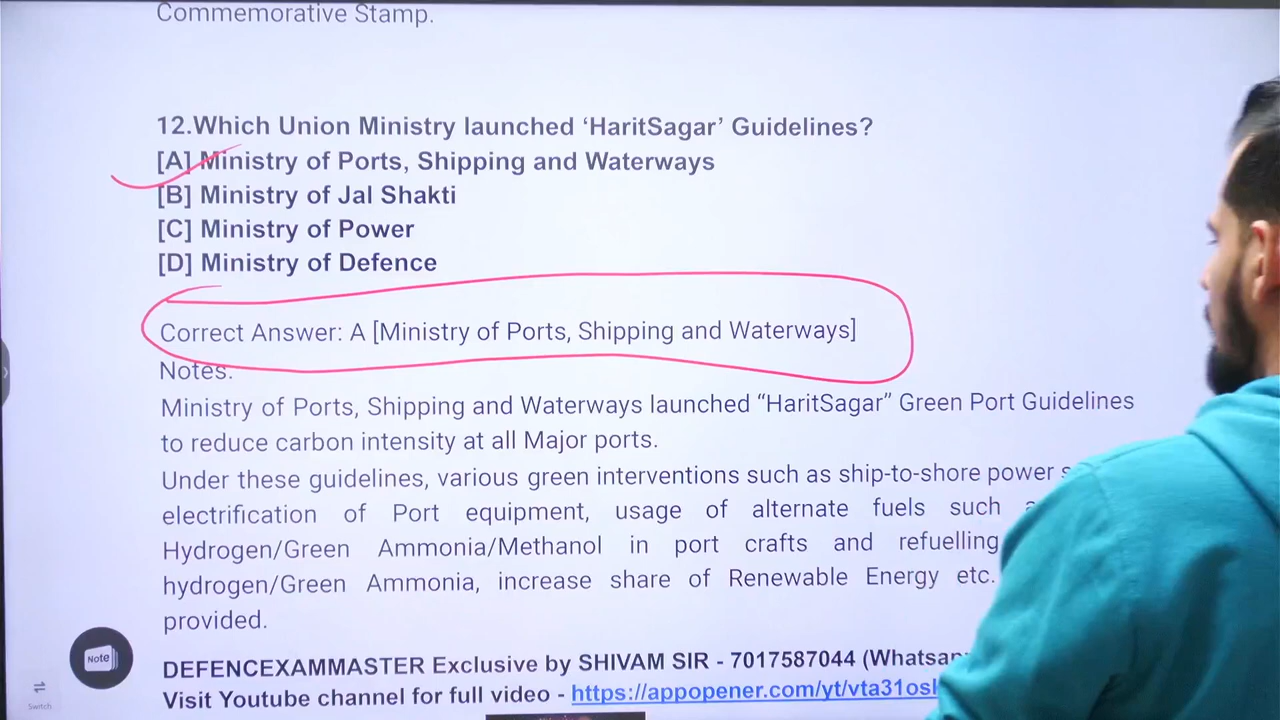 Commemorative Stamp.
12.Which Union Ministry launched ‘HaritSagar’ Guidelines?
[A] Ministry of Ports, Shipping and Waterways
[B] Ministry of Jal Shakti
[C] Ministry of Power
[D] Ministry of Defence
Correct Answer: A [Ministry of Ports, Shipping and Waterways]
Notes:
Ministry of Ports, Shipping and Waterways launched “HaritSagar” Green Port Guidelines
to reduce carbon intensity at all Major ports.
Under these guidelines, various green interventions such as ship-to-shore power
electrification of Port equipment, usage of alternate fuels such
Hydrogen/Green Ammonia/Methanol in port crafts and refuelling
hydrogen/Green Ammonia, increase share of Renewable Energy etc.
provided.
Note
DEFENCEXAMMASTER Exclusive by SHIVAM SIR - 7017587044
Visit Youtube channel for full video -
Switch